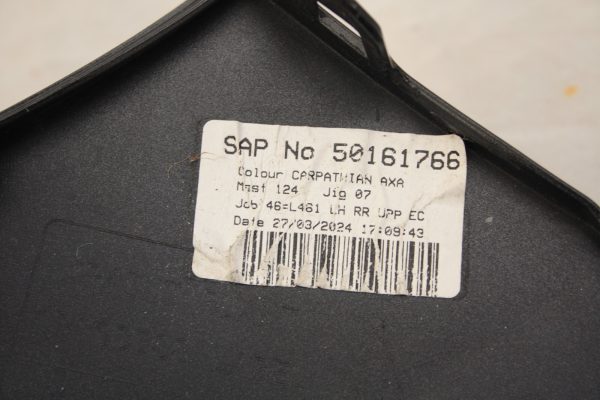 SAP No 50161766
Colour CARPATHIAN AXA
Mast 124 Jig 07
Job 46=L461 LH RR UPP EC
Date 27/03/2024 17:09:43